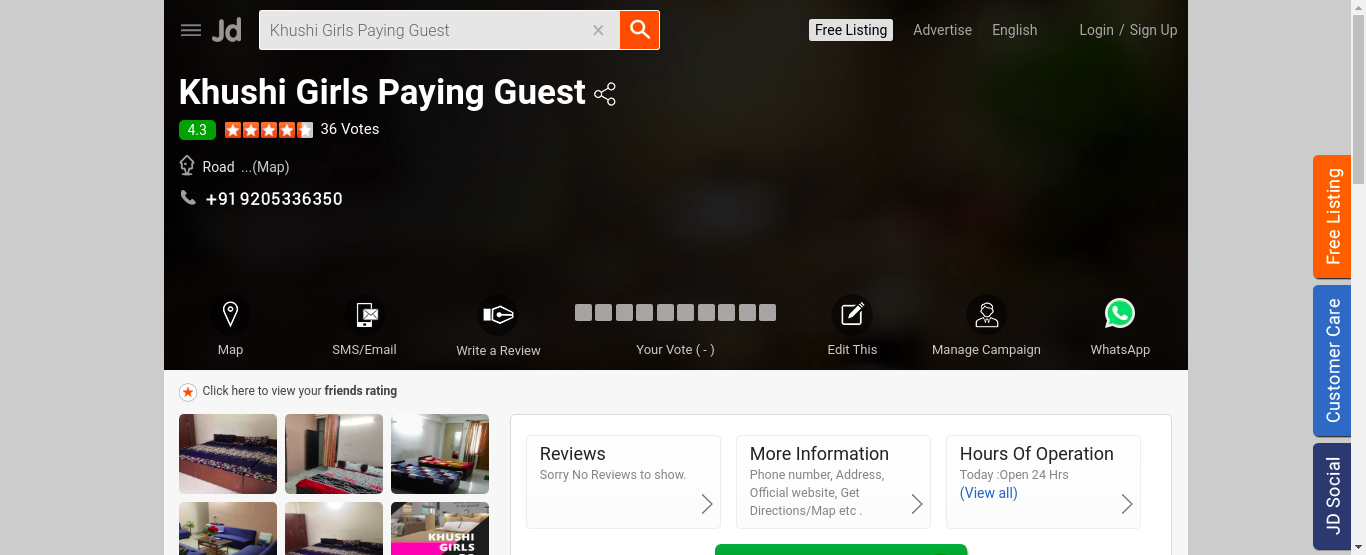 Jd
Khushi Girls Paying Guest
Free Listing
Advertise
English
Login / Sign Up
Khushi Girls Paying Guest
4.3
36 Votes
Road ...(Map)
+91 9205336350
Map
SMS/Email
Write a Review
Your Vote ( - )
Edit This
Manage Campaign
WhatsApp
Free Listing
Customer Care
JD Social
Click here to view your friends rating
Reviews
Sorry No Reviews to show.
More Information
Phone number, Address,
Official website, Get
Directions/Map etc .
Hours Of Operation
Today :Open 24 Hrs
(View all)
KHUSHI
GIRLS